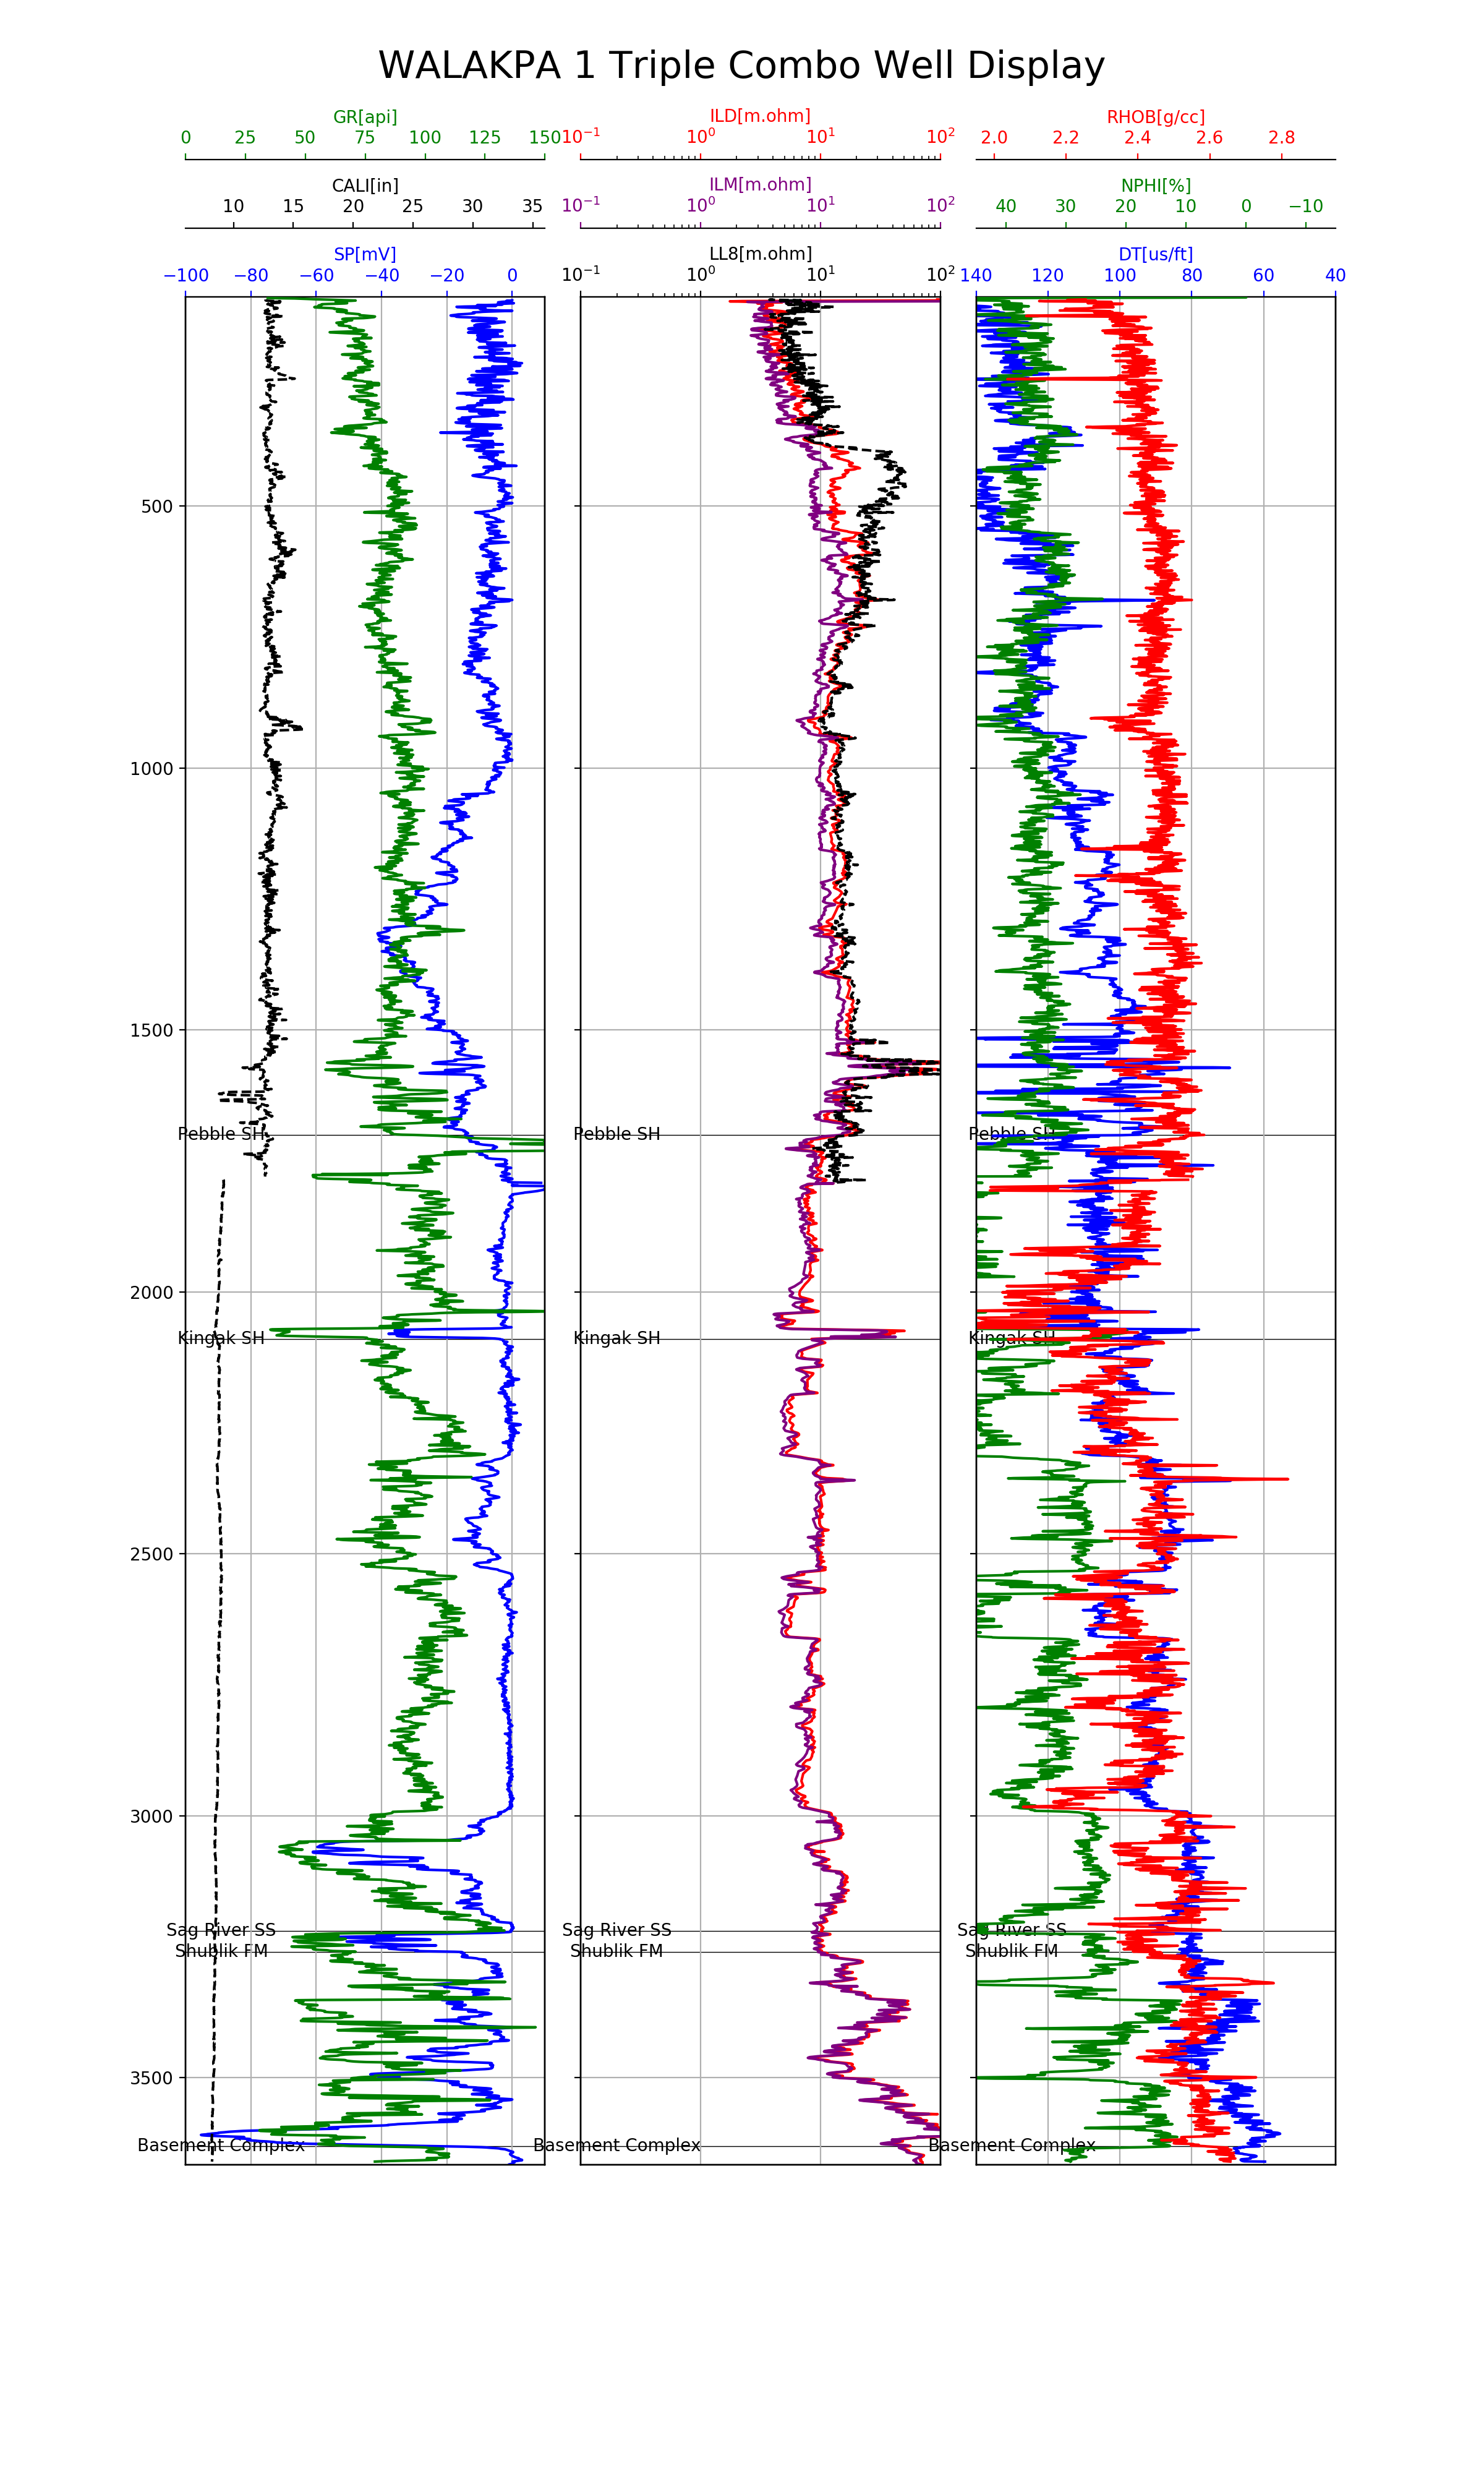 WALAKPA 1 Triple Combo Well Display
GR[api] ILD[m.ohm] RHOB[g/cc]
0 25 50 75 100 125 150 10⁻¹ 10⁰ 10¹ 10² 2.0 2.2 2.4 2.6 2.8
CALI[in] ILM[m.ohm] NPHI[%]
10 15 20 25 30 35 10⁻¹ 10⁰ 10¹ 10² 40 30 20 10 0 −10
SP[mV] LL8[m.ohm] DT[us/ft]
−100 −80 −60 −40 −20 0 10⁻¹ 10⁰ 10¹ 10² 140 120 100 80 60 40
500
1000
1500
Pebble SH Pebble SH Pebble SH
2000
Kingak SH Kingak SH Kingak SH
2500
3000
Sag River SS Sag River SS Sag River SS
Shublik FM Shublik FM Shublik FM
3500
Basement Complex Basement Complex Basement Complex